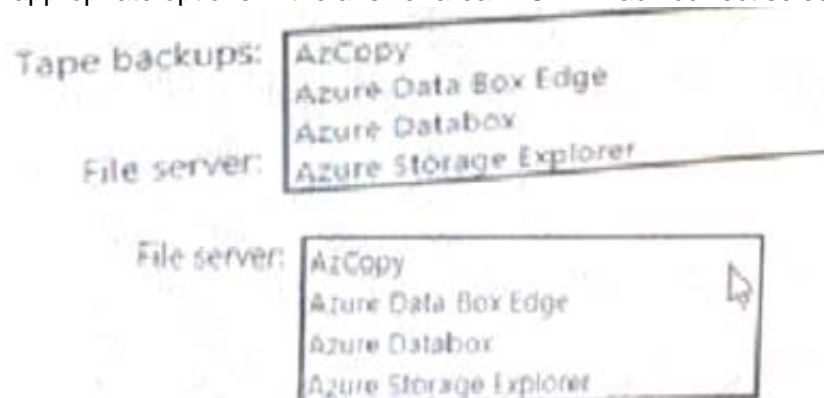 Tape backups:
AzCopy
Azure Data Box Edge
Azure Databox
File server:
Azure Storage Explorer
File server:
AzCopy
Azure Data Box Edge
Azure Databox
Azure Storage Explorer